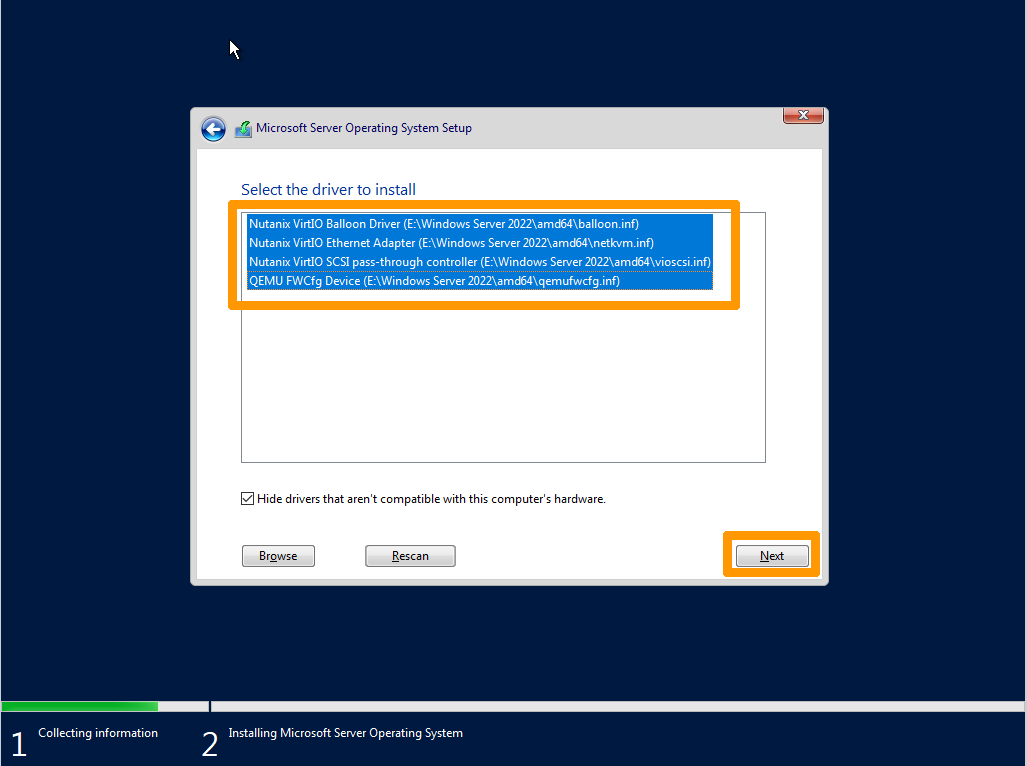 Microsoft Server Operating System Setup
Select the driver to install
Nutanix VirtIO Balloon Driver (E:\Windows Server 2022\amd64\balloon.inf)
Nutanix VirtIO Ethernet Adapter (E:\Windows Server 2022\amd64\netkvm.inf)
Nutanix VirtIO SCSI pass-through controller (E:\Windows Server 2022\amd64\vioscsi.inf)
QEMU FWCfg Device (E:\Windows Server 2022\amd64\qemufwcfg.inf)
Hide drivers that aren't compatible with this computer's hardware.
Browse
Rescan
Next
1 Collecting information
2 Installing Microsoft Server Operating System